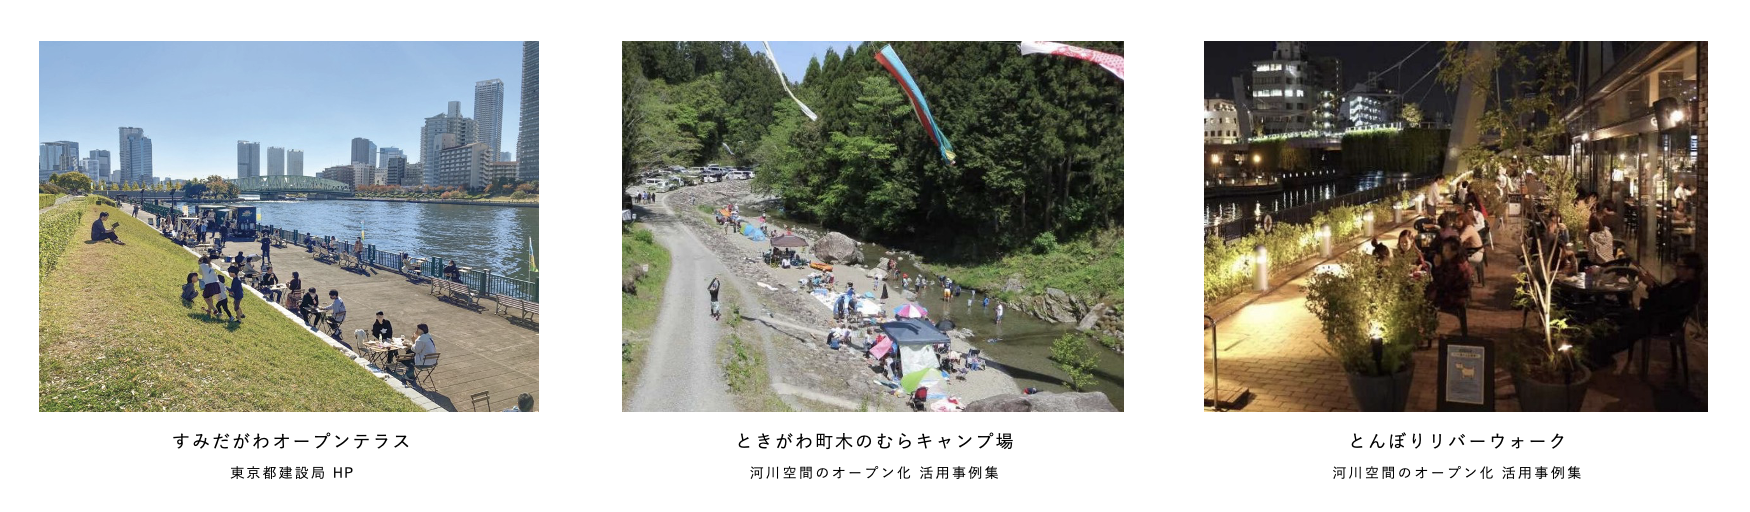 すみだがわオープンテラス
東京都建設局 HP
ときがわ町木のむらキャンプ場
河川空間のオープン化 活用事例集
とんぼりリバーウォーク
河川空間のオープン化 活用事例集